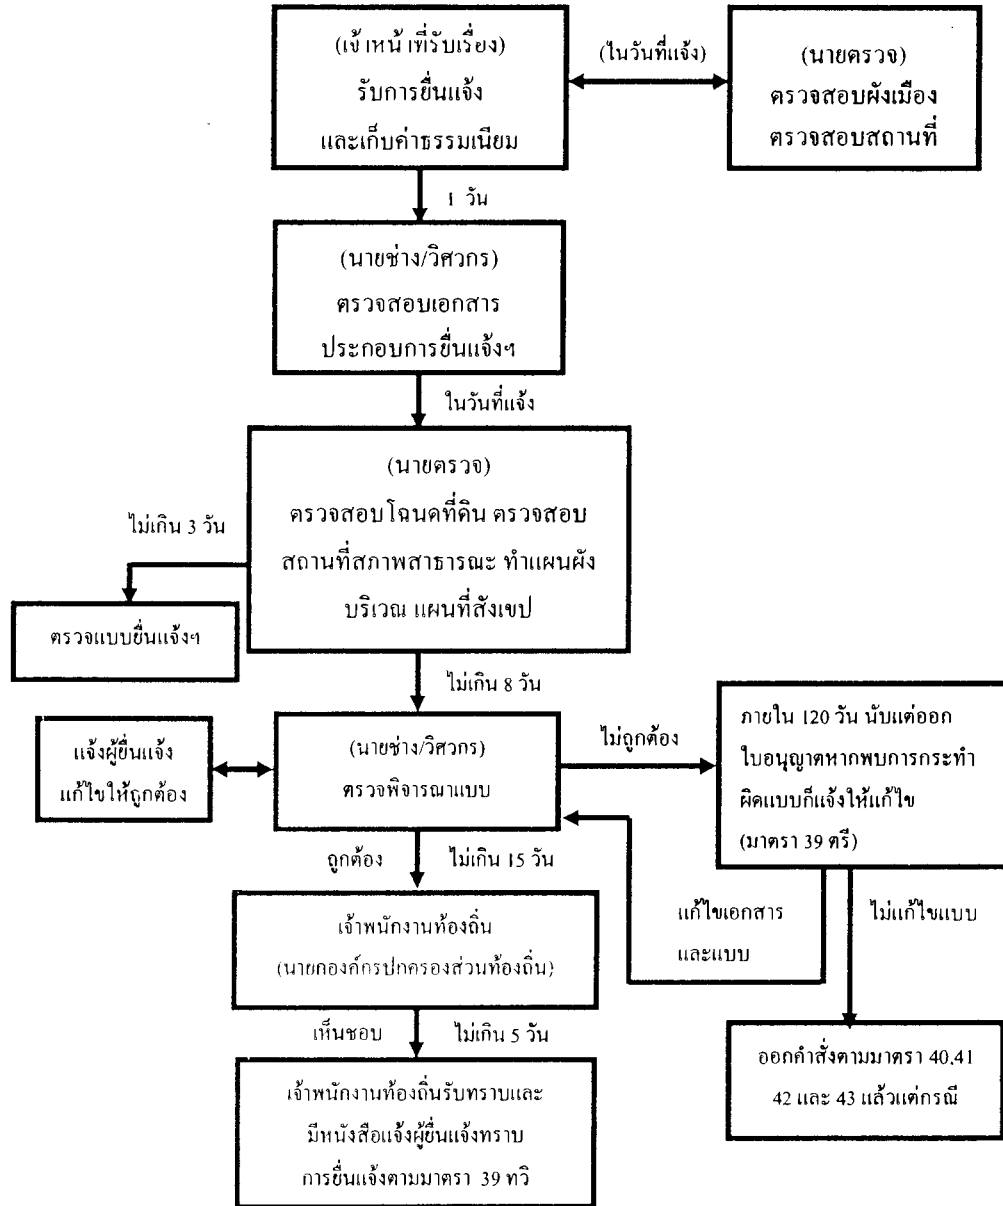 (เจ้าหน้าที่รับเรื่อง)
รับการยื่นแจ้ง
และเก็บค่าธรรมเนียม
(ในวันที่แจ้ง)
(นายตรวจ)
ตรวจสอบผังเมือง
ตรวจสอบสถานที่
1 วัน
(นายช่าง/วิศวกร)
ตรวจสอบเอกสาร
ประกอบการยื่นแจ้งฯ
ในวันที่แจ้ง
(นายตรวจ)
ตรวจสอบโฉนดที่ดิน ตรวจสอบ
สถานที่สภาพสาธารณะ ทำแผนผัง
บริเวณ แผนที่สังเขป
ไม่เกิน 3 วัน
ตรวจแบบยื่นแจ้งฯ
ไม่เกิน 8 วัน
แจ้งผู้ยื่นแจ้ง
แก้ไขให้ถูกต้อง
(นายช่าง/วิศวกร)
ตรวจพิจารณาแบบ
ไม่ถูกต้อง
ภายใน 120 วัน นับแต่ออก
ใบอนุญาตหากพบการกระทำ
ผิดแบบก็แจ้งให้แก้ไข
(มาตรา 39 ตรี)
ถูกต้อง
ไม่เกิน 15 วัน
แก้ไขเอกสาร
และแบบ
ไม่แก้ไขแบบ
เจ้าพนักงานท้องถิ่น
(นายกองค์กรปกครองส่วนท้องถิ่น)
เห็นชอบ
ไม่เกิน 5 วัน
เจ้าพนักงานท้องถิ่นรับทราบและ
มีหนังสือแจ้งผู้ยื่นแจ้งทราบ
การยื่นแจ้งตามมาตรา 39 ทวิ
ออกคำสั่งตามมาตรา 40,41
42 และ 43 แล้วแต่กรณี